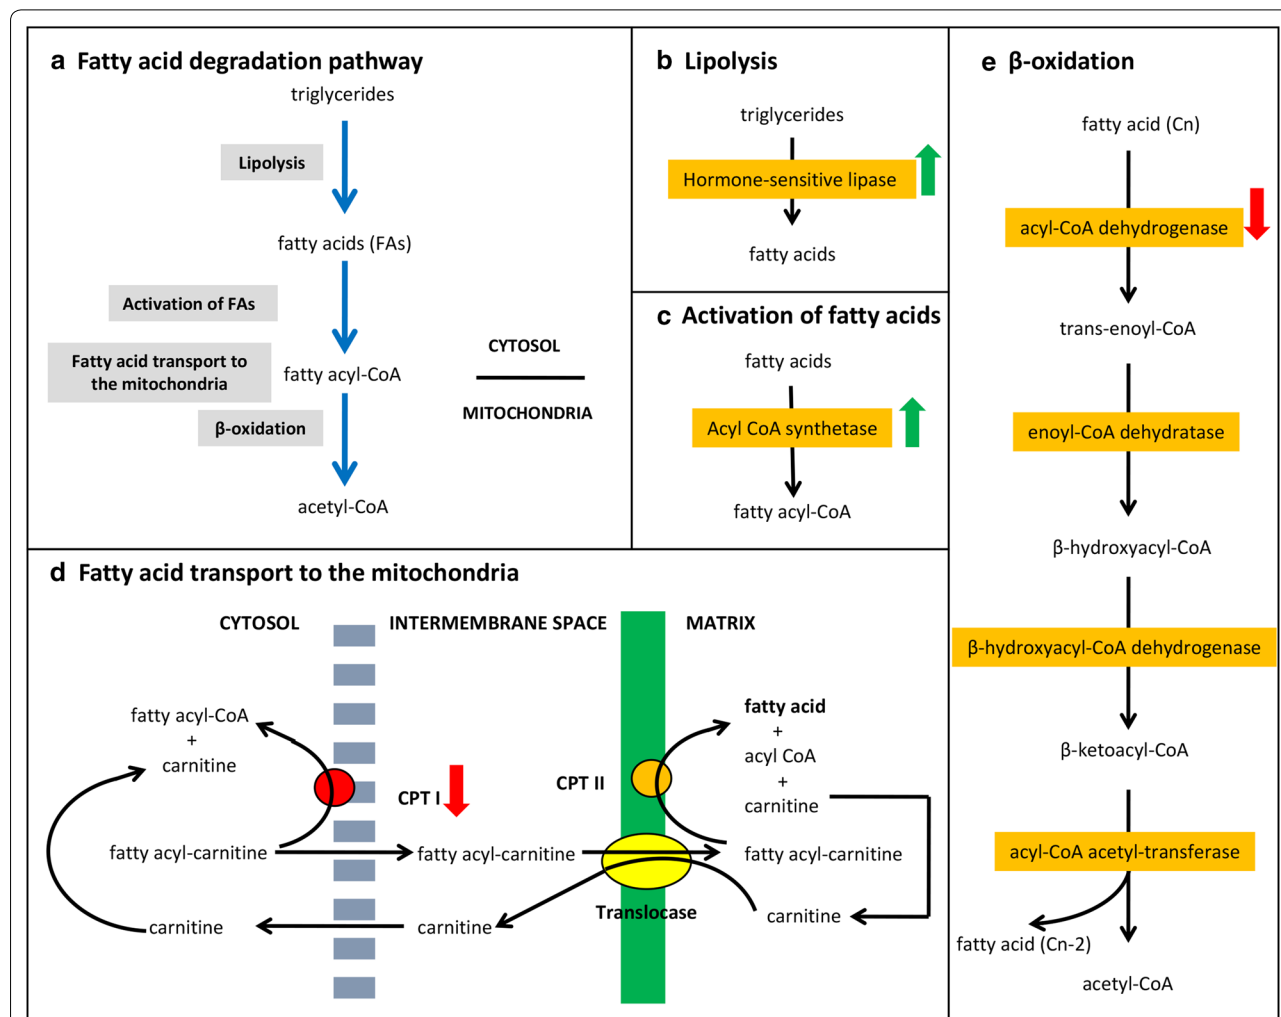 a Fatty acid degradation pathway
triglycerides
Lipolysis
fatty acids (FAs)
Activation of FAs
Fatty acid transport to
the mitochondria
fatty acyl-CoA
CYTOSOL
MITOCHONDRIA
β-oxidation
acetyl-CoA
b Lipolysis
triglycerides
Hormone-sensitive lipase
fatty acids
c Activation of fatty acids
fatty acids
Acyl CoA synthetase
fatty acyl-CoA
d Fatty acid transport to the mitochondria
CYTOSOL
INTERMEMBRANE SPACE
MATRIX
fatty acyl-CoA
+
carnitine
CPT I
CPT II
fatty acid
+
acyl CoA
+
carnitine
fatty acyl-carnitine
fatty acyl-carnitine
fatty acyl-carnitine
Translocase
carnitine
carnitine
carnitine
e β-oxidation
fatty acid (Cn)
acyl-CoA dehydrogenase
trans-enoyl-CoA
enoyl-CoA dehydratase
β-hydroxyacyl-CoA
β-hydroxyacyl-CoA dehydrogenase
β-ketoacyl-CoA
acyl-CoA acetyl-transferase
fatty acid (Cn-2)
acetyl-CoA